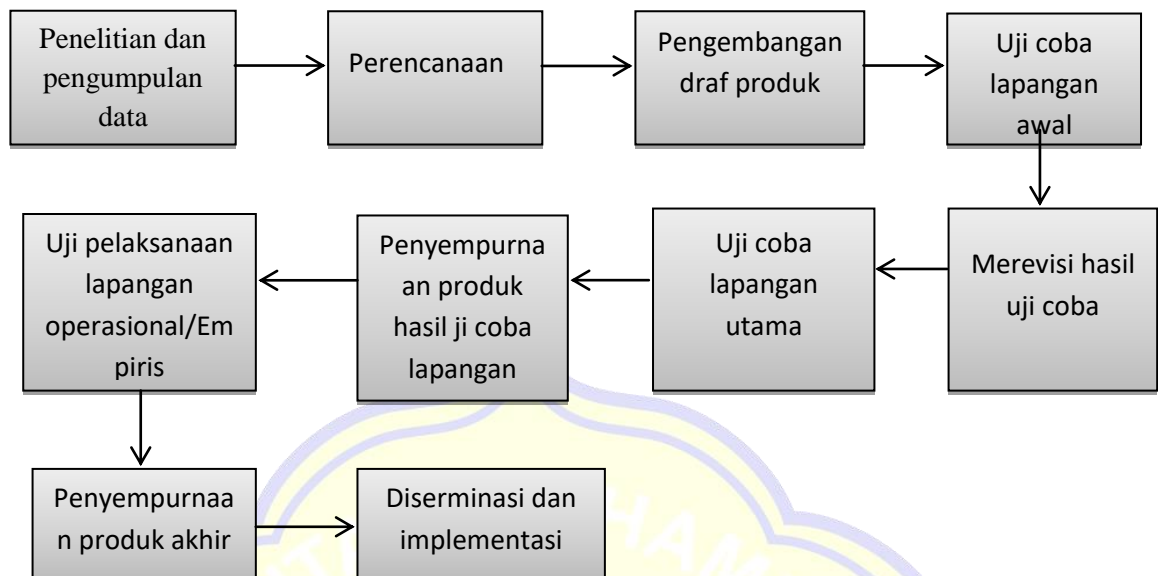 Penelitian dan
pengumpulan
data
Perencanaan
Pengembangan
draf produk
Uji coba
lapangan
awal
Merevisi hasil
uji coba
Uji coba
lapangan
utama
Penyempurna
an produk
hasil ji coba
lapangan
Uji pelaksanaan
lapangan
operasional/Em
piris
Penyempurnaa
n produk akhir
Diserminasi dan
implementasi